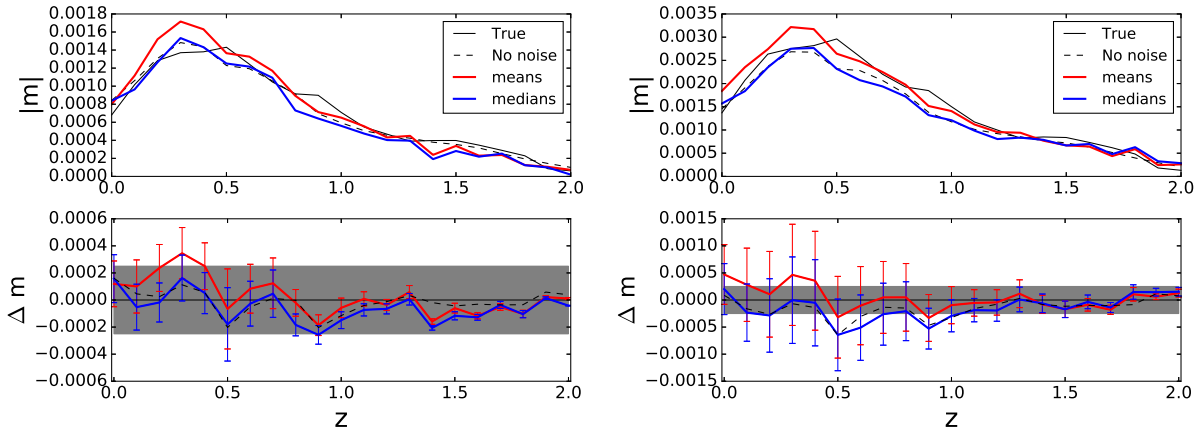 0.0018
0.0016
0.0014
0.0012
0.0010
0.0008
0.0006
0.0004
0.0002
0.0000
|m|
True
No noise
means
medians
0.0 0.5 1.0 1.5 2.0
0.0006
0.0004
0.0002
0.0000
−0.0002
−0.0004
−0.0006
Δ m
0.0 0.5 1.0 1.5 2.0
z
0.0035
0.0030
0.0025
0.0020
0.0015
0.0010
0.0005
0.0000
|m|
True
No noise
means
medians
0.0 0.5 1.0 1.5 2.0
0.0015
0.0010
0.0005
0.0000
−0.0005
−0.0010
−0.0015
Δ m
0.0 0.5 1.0 1.5 2.0
z